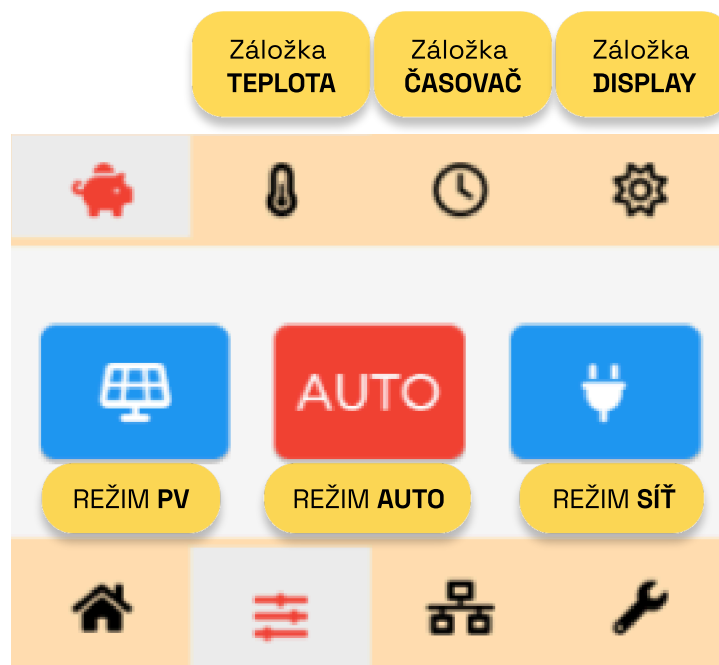 Záložka
TEPLOTA
Záložka
ČASOVAČ
Záložka
DISPLAY
AUTO
REŽIM PV
REŽIM AUTO
REŽIM SÍŤ